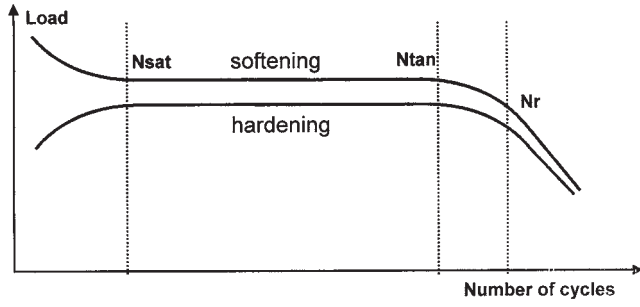 Load
Nsat
softening
Ntan
hardening
Nr
Number of cycles